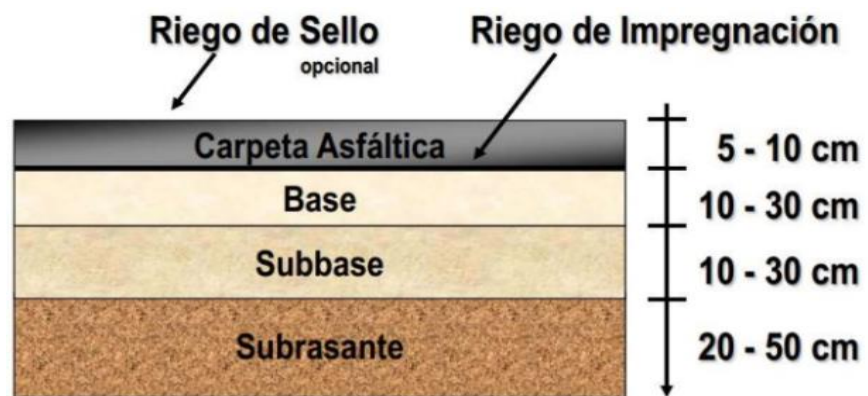 Riego de Sello
opcional
Riego de Impregnación
Carpeta Asfáltica
5 - 10 cm
Base
10 - 30 cm
Subbase
10 - 30 cm
Subrasante
20 - 50 cm